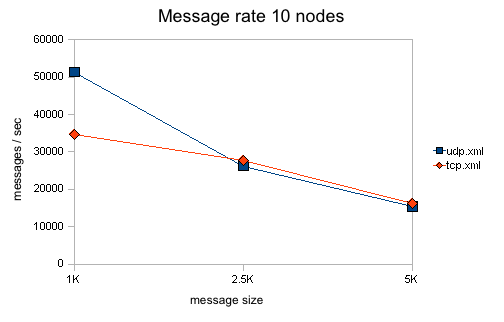 Message rate 10 nodes
60000
50000
40000
30000
20000
10000
0
messages / sec
1K
2.5K
5K
message size
udp.xml
tcp.xml